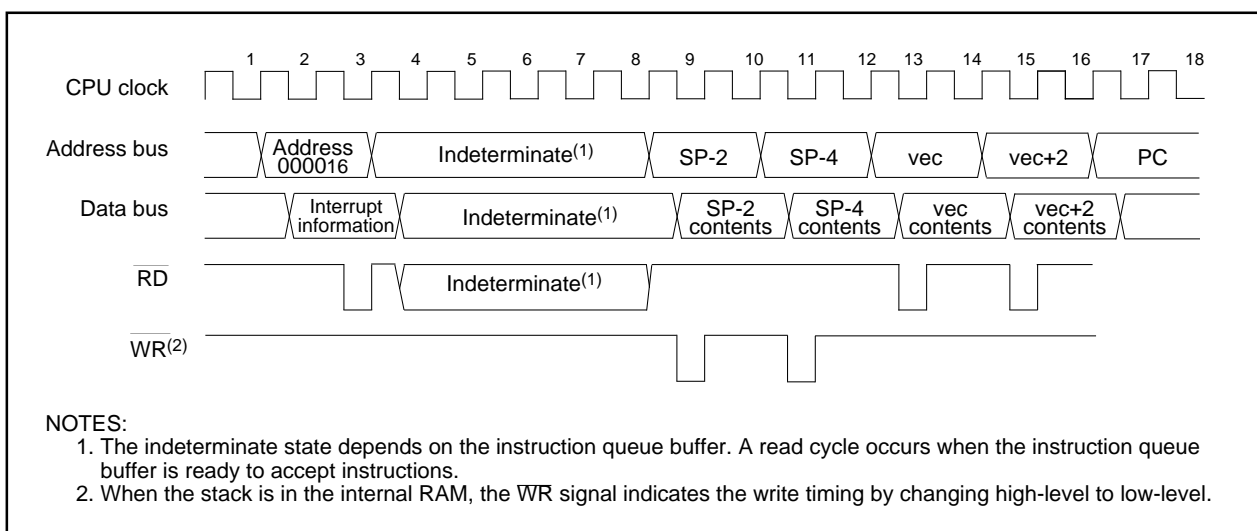 1 2 3 4 5 6 7 8 9 10 11 12 13 14 15 16 17 18
CPU clock
Address bus
Address
000016
Indeterminate(1)
SP-2
SP-4
vec
vec+2
PC
Data bus
Interrupt
information
Indeterminate(1)
SP-2
contents
SP-4
contents
vec
contents
vec+2
contents
RD
Indeterminate(1)
WR(2)
NOTES:
1. The indeterminate state depends on the instruction queue buffer. A read cycle occurs when the instruction queue
buffer is ready to accept instructions.
2. When the stack is in the internal RAM, the WR signal indicates the write timing by changing high-level to low-level.